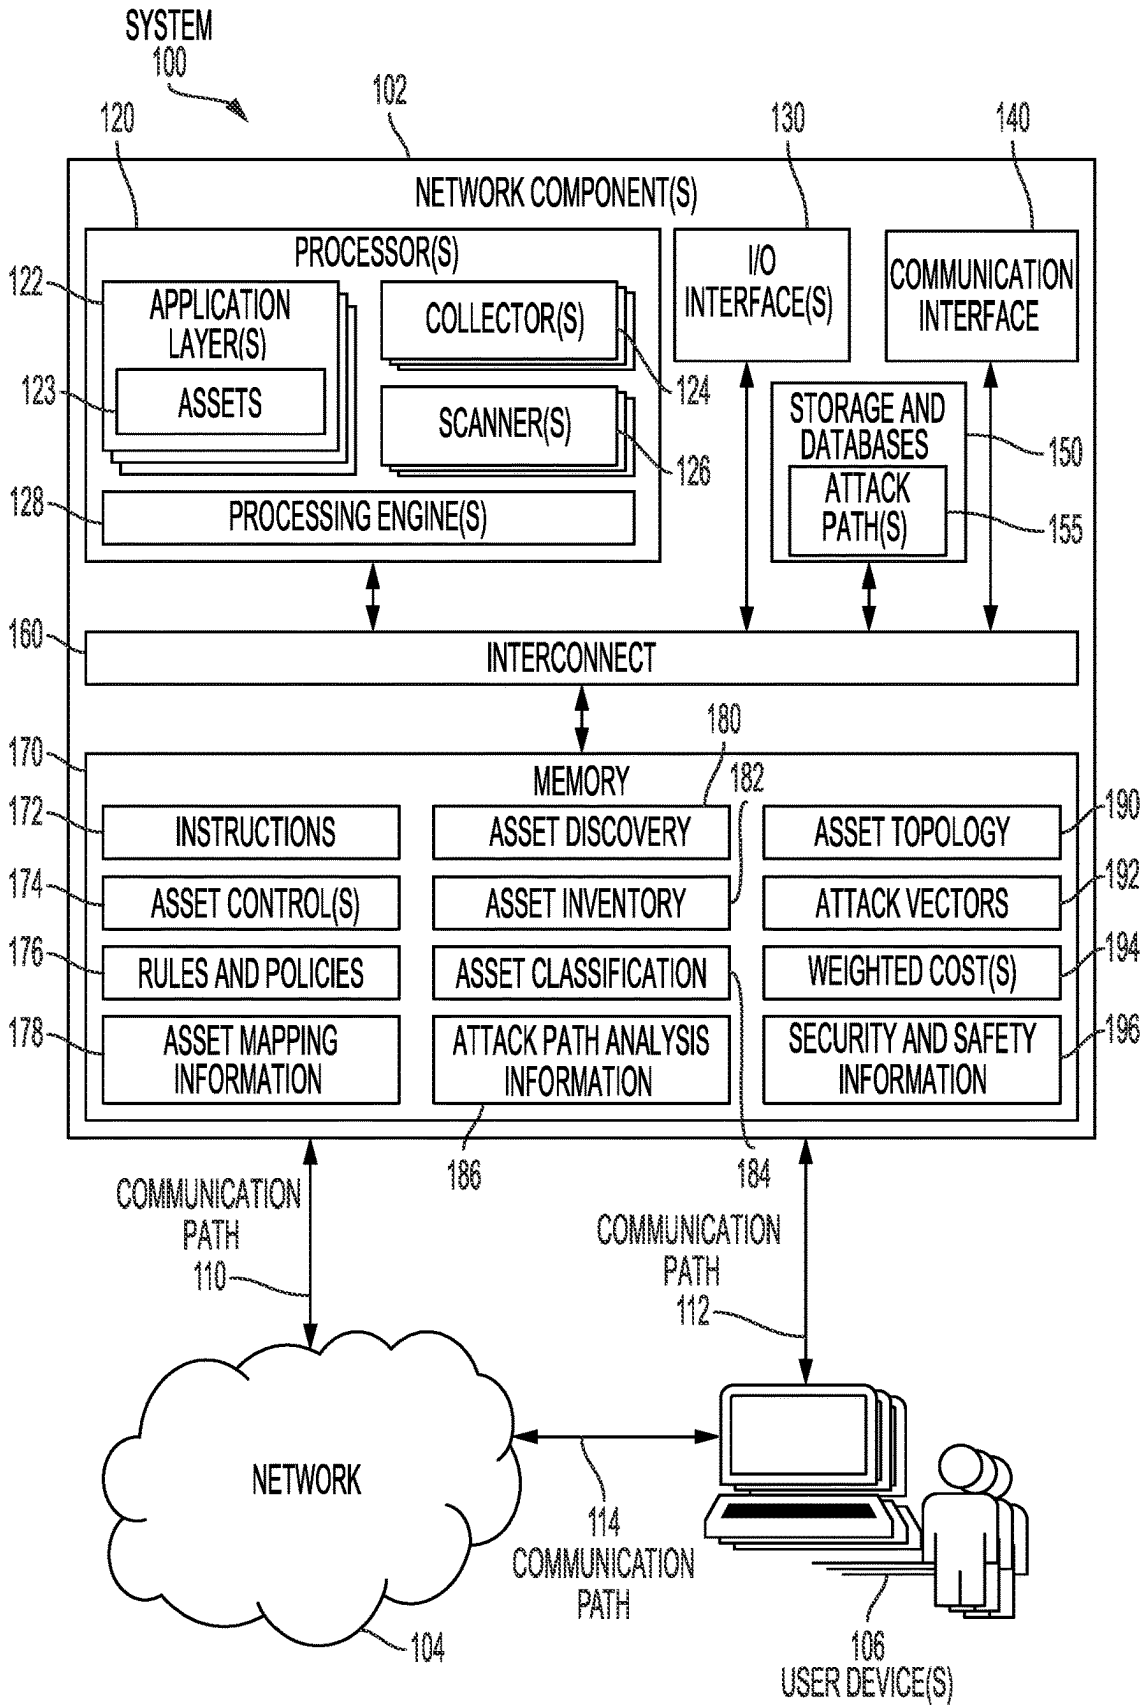 SYSTEM
100
102
120
130
140
NETWORK COMPONENT(S)
PROCESSOR(S)
122
APPLICATION
LAYER(S)
123
ASSETS
COLLECTOR(S)
124
SCANNER(S)
126
128
PROCESSING ENGINE(S)
I/O
INTERFACE(S)
COMMUNICATION
INTERFACE
STORAGE AND
DATABASES
150
ATTACK
PATH(S)
155
160
INTERCONNECT
170
MEMORY
180
182
172
INSTRUCTIONS
ASSET DISCOVERY
ASSET TOPOLOGY
190
174
ASSET CONTROL(S)
ASSET INVENTORY
ATTACK VECTORS
192
176
RULES AND POLICIES
ASSET CLASSIFICATION
WEIGHTED COST(S)
194
178
ASSET MAPPING
INFORMATION
ATTACK PATH ANALYSIS
INFORMATION
SECURITY AND SAFETY
INFORMATION
196
186
184
COMMUNICATION
PATH
110
COMMUNICATION
PATH
112
NETWORK
104
114
COMMUNICATION
PATH
106
USER DEVICE(S)